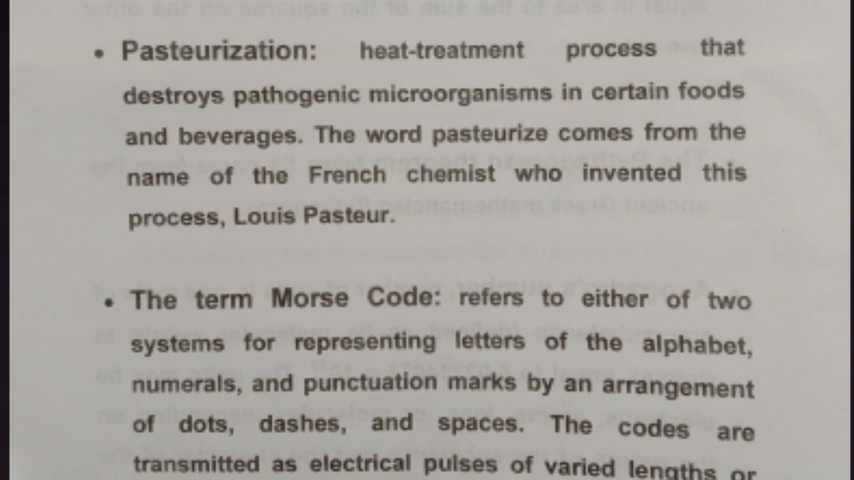 • Pasteurization: heat-treatment process that
destroys pathogenic microorganisms in certain foods
and beverages. The word pasteurize comes from the
name of the French chemist who invented this
process, Louis Pasteur.
• The term Morse Code: refers to either of two
systems for representing letters of the alphabet,
numerals, and punctuation marks by an arrangement
of dots, dashes, and spaces. The codes are
transmitted as electrical pulses of varied lengths or